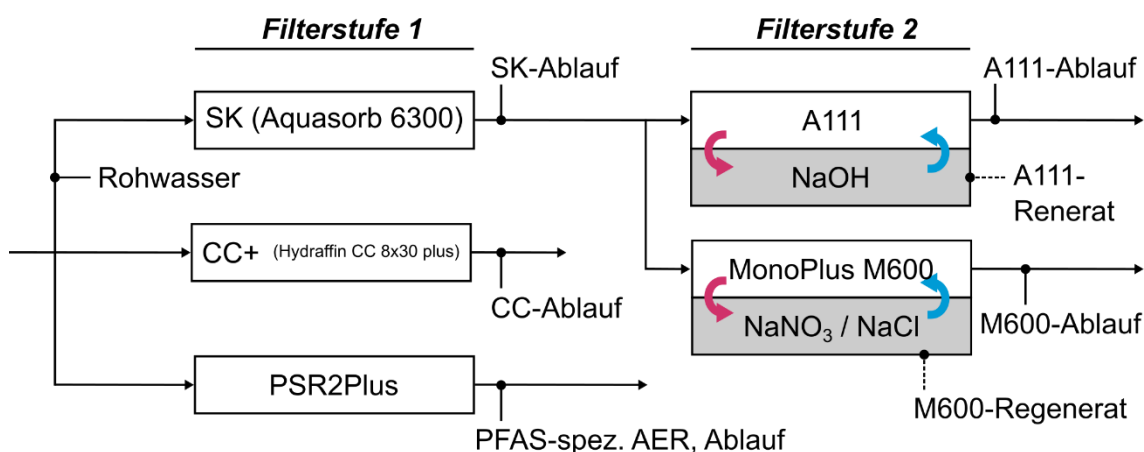 Filterstufe 1
Filterstufe 2
SK-Ablauf
A111-Ablauf
SK (Aquasorb 6300)
A111
Rohwasser
NaOH
A111-
Renerat
CC+ (Hydraffin CC 8x30 plus)
MonoPlus M600
CC-Ablauf
NaNO₃ / NaCl
M600-Ablauf
PSR2Plus
M600-Regenerat
PFAS-spez. AER, Ablauf